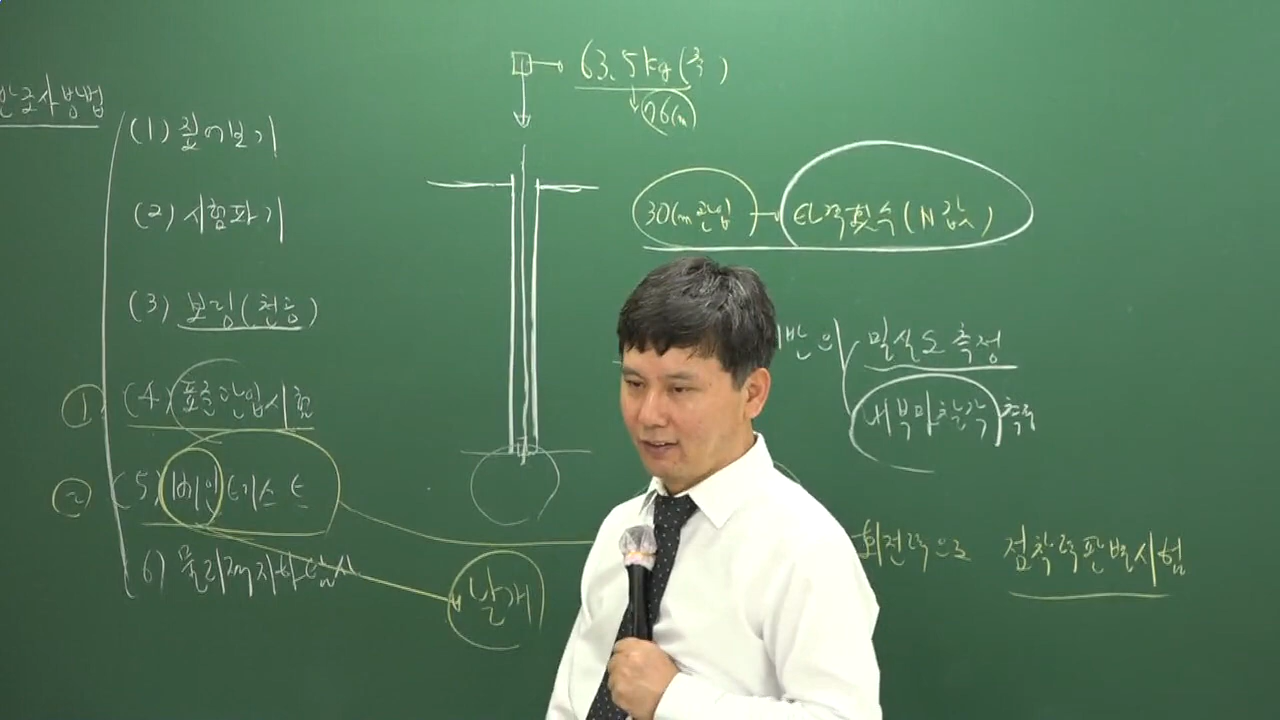 조사방법
(1) 짚어보기
(2) 시험파기
(3) 보링(천공)
① (4) 표준관입시험
② (5) 베인테스트
(6) 물리적지하탐사
63.5kg(추)
76cm
30cm관입 → 타격횟수(N값)
밀실도측정
내부마찰각측정
날개
회전력으로 점착력판별시험